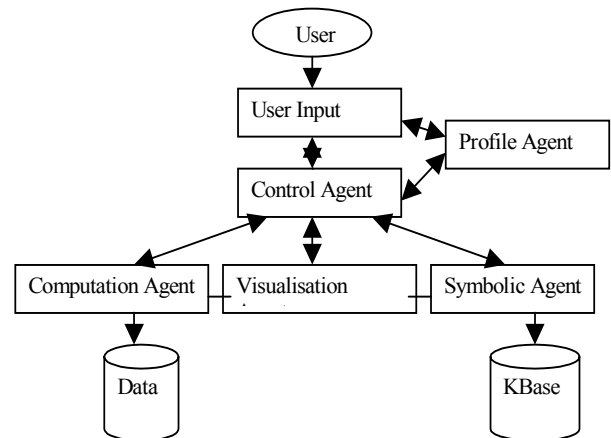 User
User Input
Profile Agent
Control Agent
Computation Agent
Visualisation
Symbolic Agent
Data
KBase